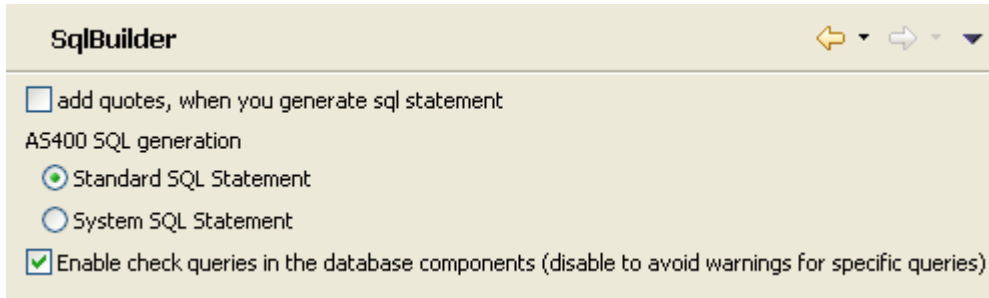 SqlBuilder
add quotes, when you generate sql statement
AS400 SQL generation
Standard SQL Statement
System SQL Statement
Enable check queries in the database components (disable to avoid warnings for specific queries)